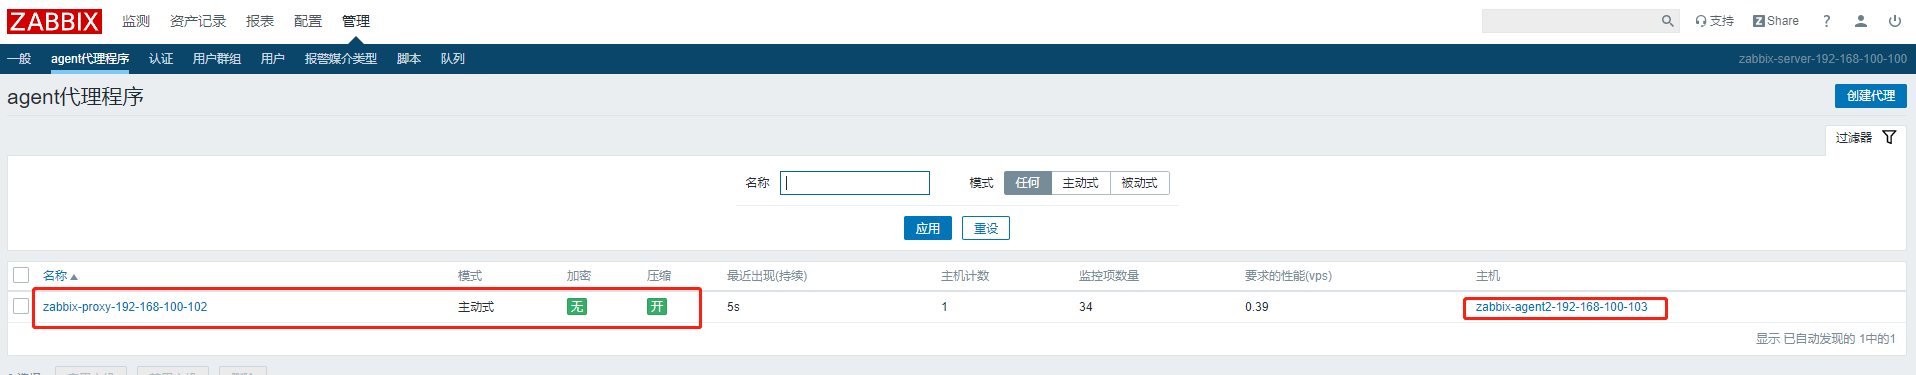 ZABBIX 监测 资产记录 报表 配置 管理 支持 Share ?
一般 agent代理程序 认证 用户群组 用户 报警媒介类型 脚本 队列 zabbix-server-192-168-100-100
agent代理程序 创建代理
过滤器
名称 模式 任何 主动式 被动式
应用 重设
名称 模式 加密 压缩 最近出现(持续) 主机计数 监控项数量 要求的性能(vps) 主机
zabbix-proxy-192-168-100-102 主动式 无 开 5s 1 34 0.39 zabbix-agent2-192-168-100-103
显示 已自动发现的 1中的1